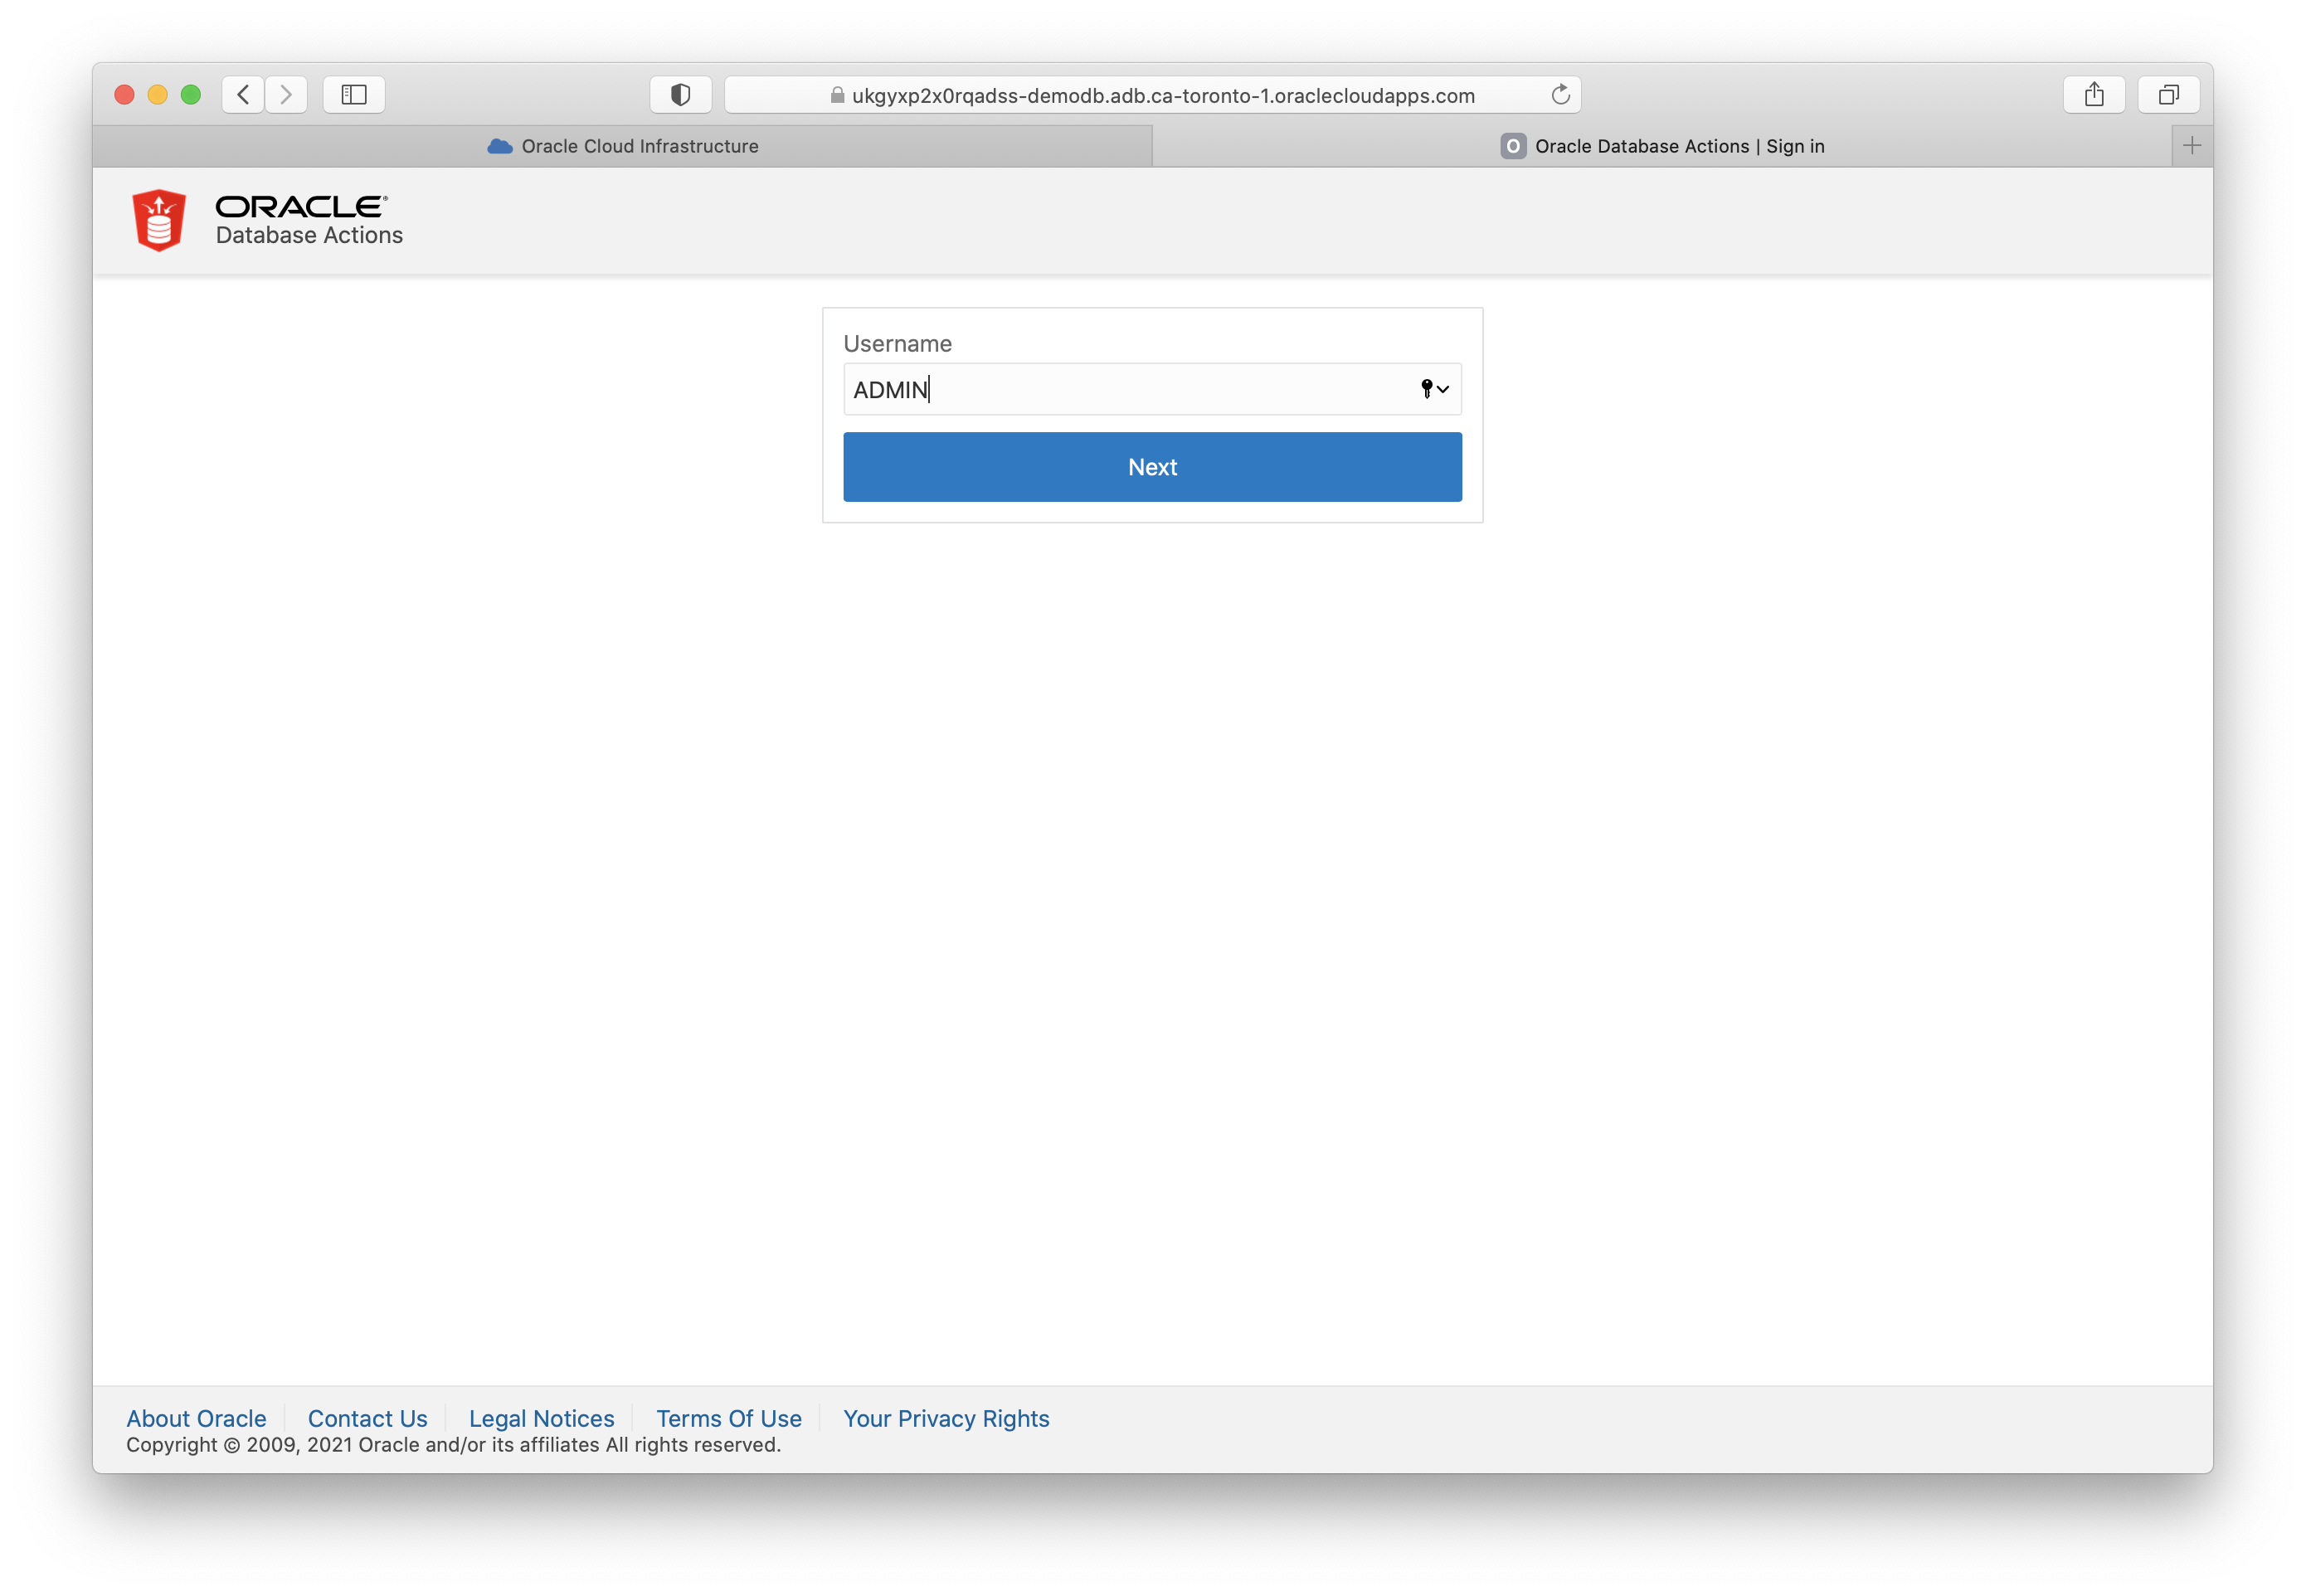 ukgyxp2x0rqadss-demodb.adb.ca-toronto-1.oraclecloudapps.com
Oracle Cloud Infrastructure
O Oracle Database Actions | Sign in
ORACLE®
Database Actions
Username
ADMIN
Next
About Oracle Contact Us Legal Notices Terms Of Use Your Privacy Rights
Copyright © 2009, 2021 Oracle and/or its affiliates All rights reserved.